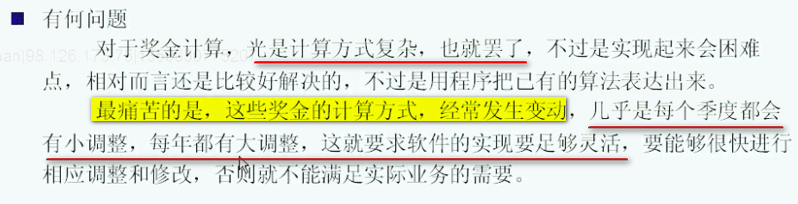 有何问题
对于奖金计算，光是计算方式复杂，也就罢了，不过是实现起来会困难
点，相对而言还是比较好解决的，不过是用程序把已有的算法表达出来。
最痛苦的是，这些奖金的计算方式，经常发生变动，几乎是每个季度都会
有小调整，每年都有大调整，这就要求软件的实现要足够灵活，要能够很快进行
相应调整和修改，否则就不能满足实际业务的需要。